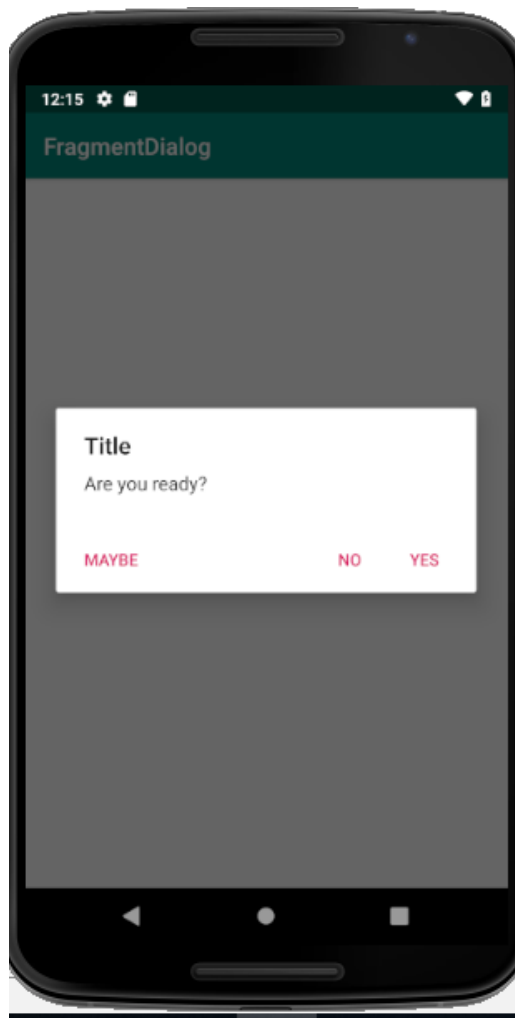 12:15
FragmentDialog
Title
Are you ready?
MAYBE NO YES